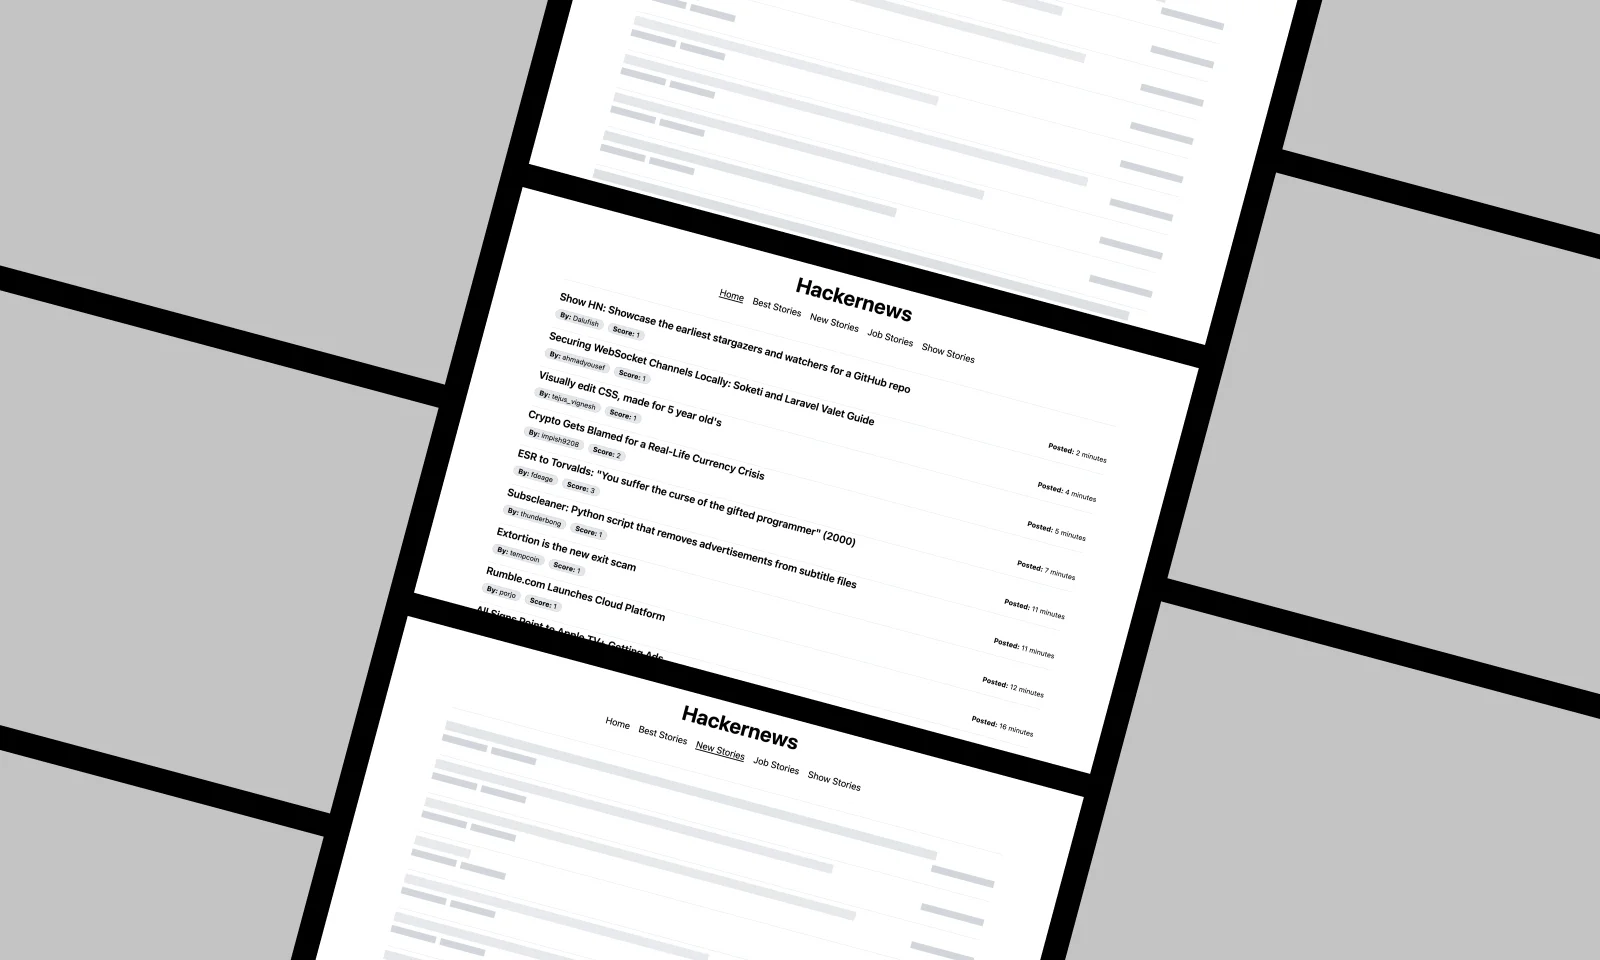 Hackernews
Home Best Stories New Stories Job Stories Show Stories
Show HN: Showcase the earliest stargazers and watchers for a GitHub repo
By: Dalufish Score: 1
Posted: 2 minutes
Securing WebSocket Channels Locally: Soketi and Laravel Valet Guide
By: ahmadyousef Score: 1
Posted: 4 minutes
Visually edit CSS, made for 5 year old's
By: tejus_vignesh Score: 1
Posted: 5 minutes
Crypto Gets Blamed for a Real-Life Currency Crisis
By: impish9208 Score: 2
Posted: 7 minutes
ESR to Torvalds: "You suffer the curse of the gifted programmer" (2000)
By: fdeage Score: 3
Posted: 11 minutes
Subscleaner: Python script that removes advertisements from subtitle files
By: thunderbong Score: 1
Posted: 11 minutes
Extortion is the new exit scam
By: tempcoin Score: 1
Posted: 12 minutes
Rumble.com Launches Cloud Platform
By: porjo Score: 1
Posted: 16 minutes
All Signs Point to Apple TV+ Getting Ads
Hackernews
Home Best Stories New Stories Job Stories Show Stories